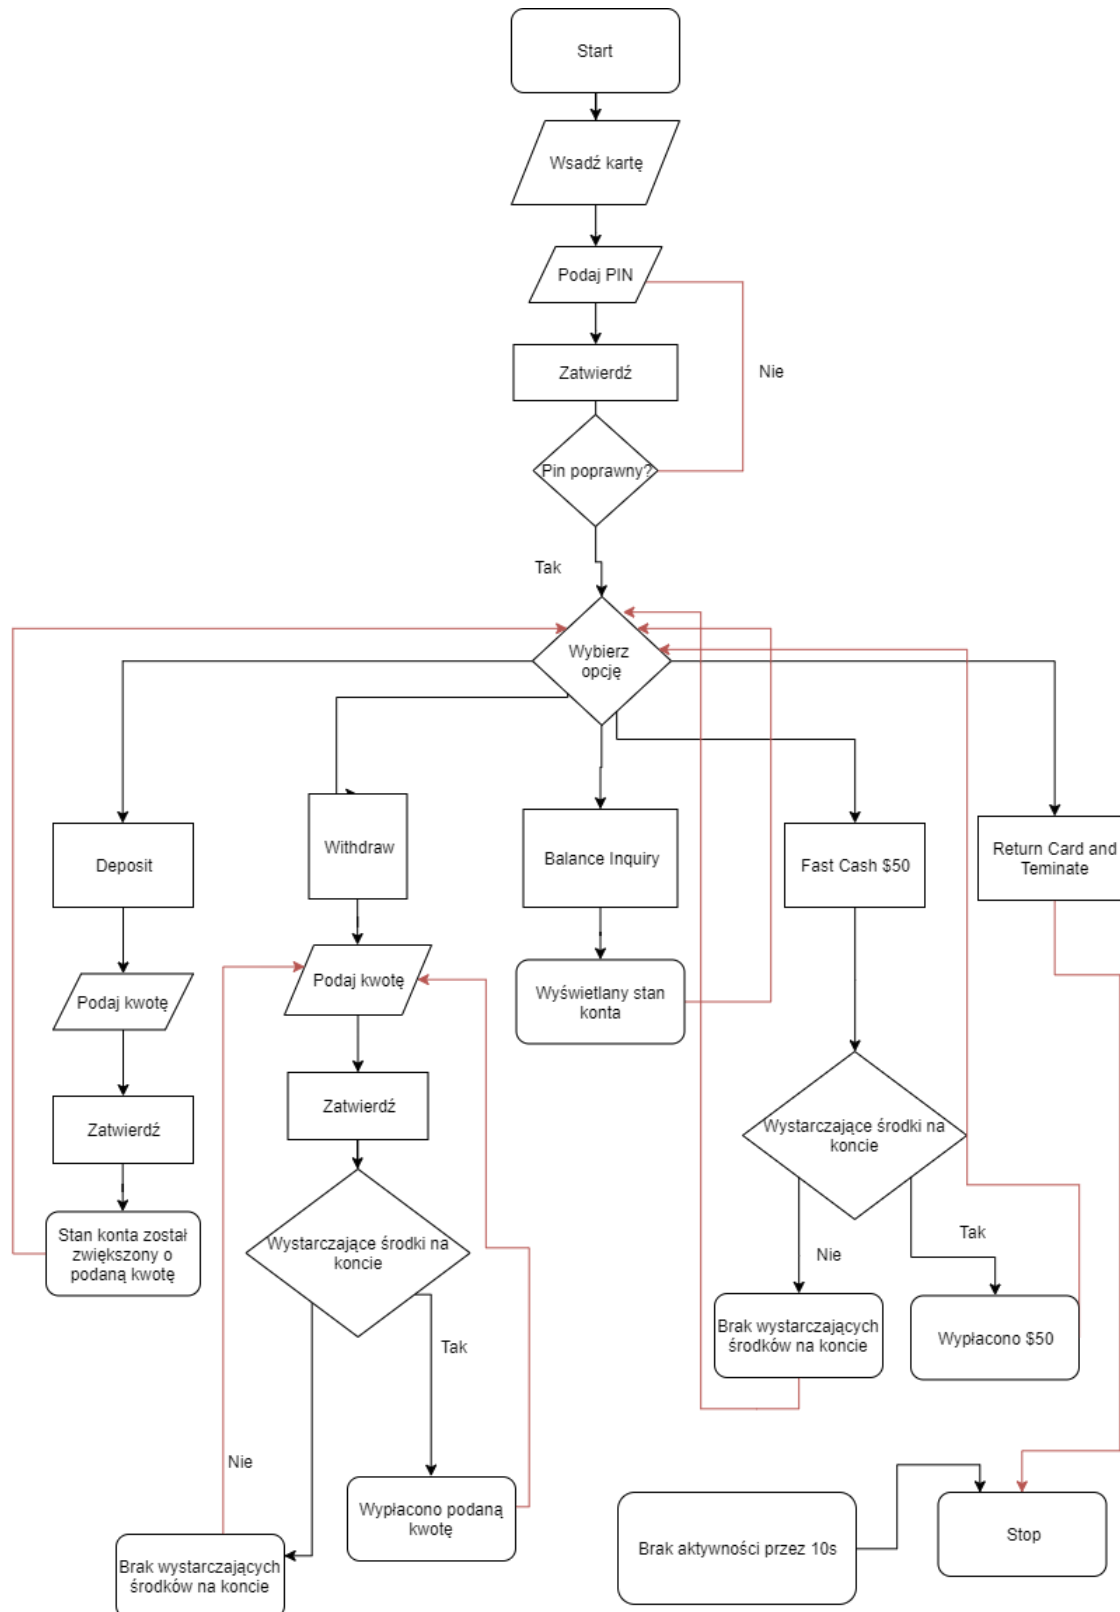 Start
Wsadź kartę
Podaj PIN
Zatwierdź
Nie
Pin poprawny?
Tak
Wybierz
opcję
Deposit
Withdraw
Balance Inquiry
Fast Cash $50
Return Card and
Teminate
Podaj kwotę
Podaj kwotę
Wyświetlany stan
konta
Zatwierdź
Zatwierdź
Wystarczające środki na
koncie
Stan konta został
zwiększony o
podaną kwotę
Wystarczające środki na
koncie
Nie
Tak
Brak wystarczających
środków na koncie
Wypłacono $50
Tak
Nie
Wypłacono podaną
kwotę
Brak aktywności przez 10s
Stop
Brak wystarczających
środków na koncie